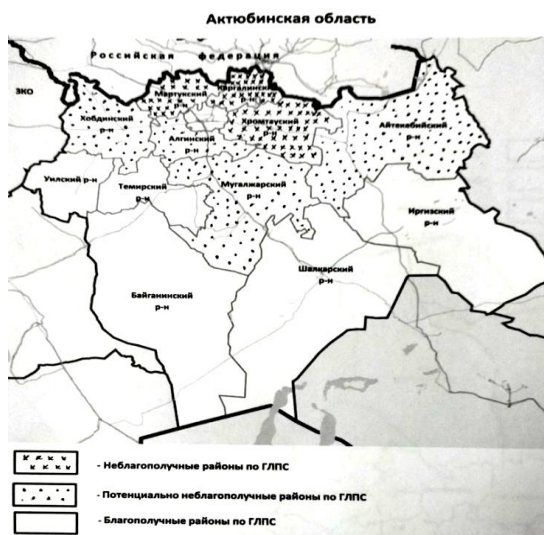 Актюбинская область
Российская федерация
ЗКО
Мартукский
р-н
Каргалинский
р-н
Хобдинский
р-н
Хромтауский
р-н
Айтекебийский
р-н
Алгинский
р-н
Уилский р-н
Темирский
р-н
Мугалжарский
р-н
Иргизский
р-н
Байганинский
р-н
Шалкарский
р-н
- Неблагополучные районы по ГЛПС
- Потенциально неблагополучные районы по ГЛПС
- Благополучные районы по ГЛПС